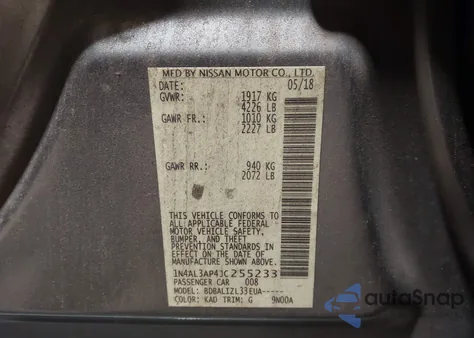 MFD BY NISSAN MOTOR CO., LTD.
DATE: 05/18
GVWR: 1917 KG
4226 LB
GAWR FR.: 1010 KG
2227 LB
GAWR RR.: 940 KG
2072 LB
THIS VEHICLE CONFORMS TO ALL
APPLICABLE FEDERAL
MOTOR VEHICLE SAFETY,
BUMPER, AND THEFT
PREVENTION STANDARDS IN
EFFECT ON THE DATE
OF MANUFACTURE SHOWN ABOVE.
1N4AL3AP4JC255233
PASSENGER CAR 008
MODEL: BDBALIZL33EUA-----
COLOR: KAD TRIM: G 9N00A
autoSnap